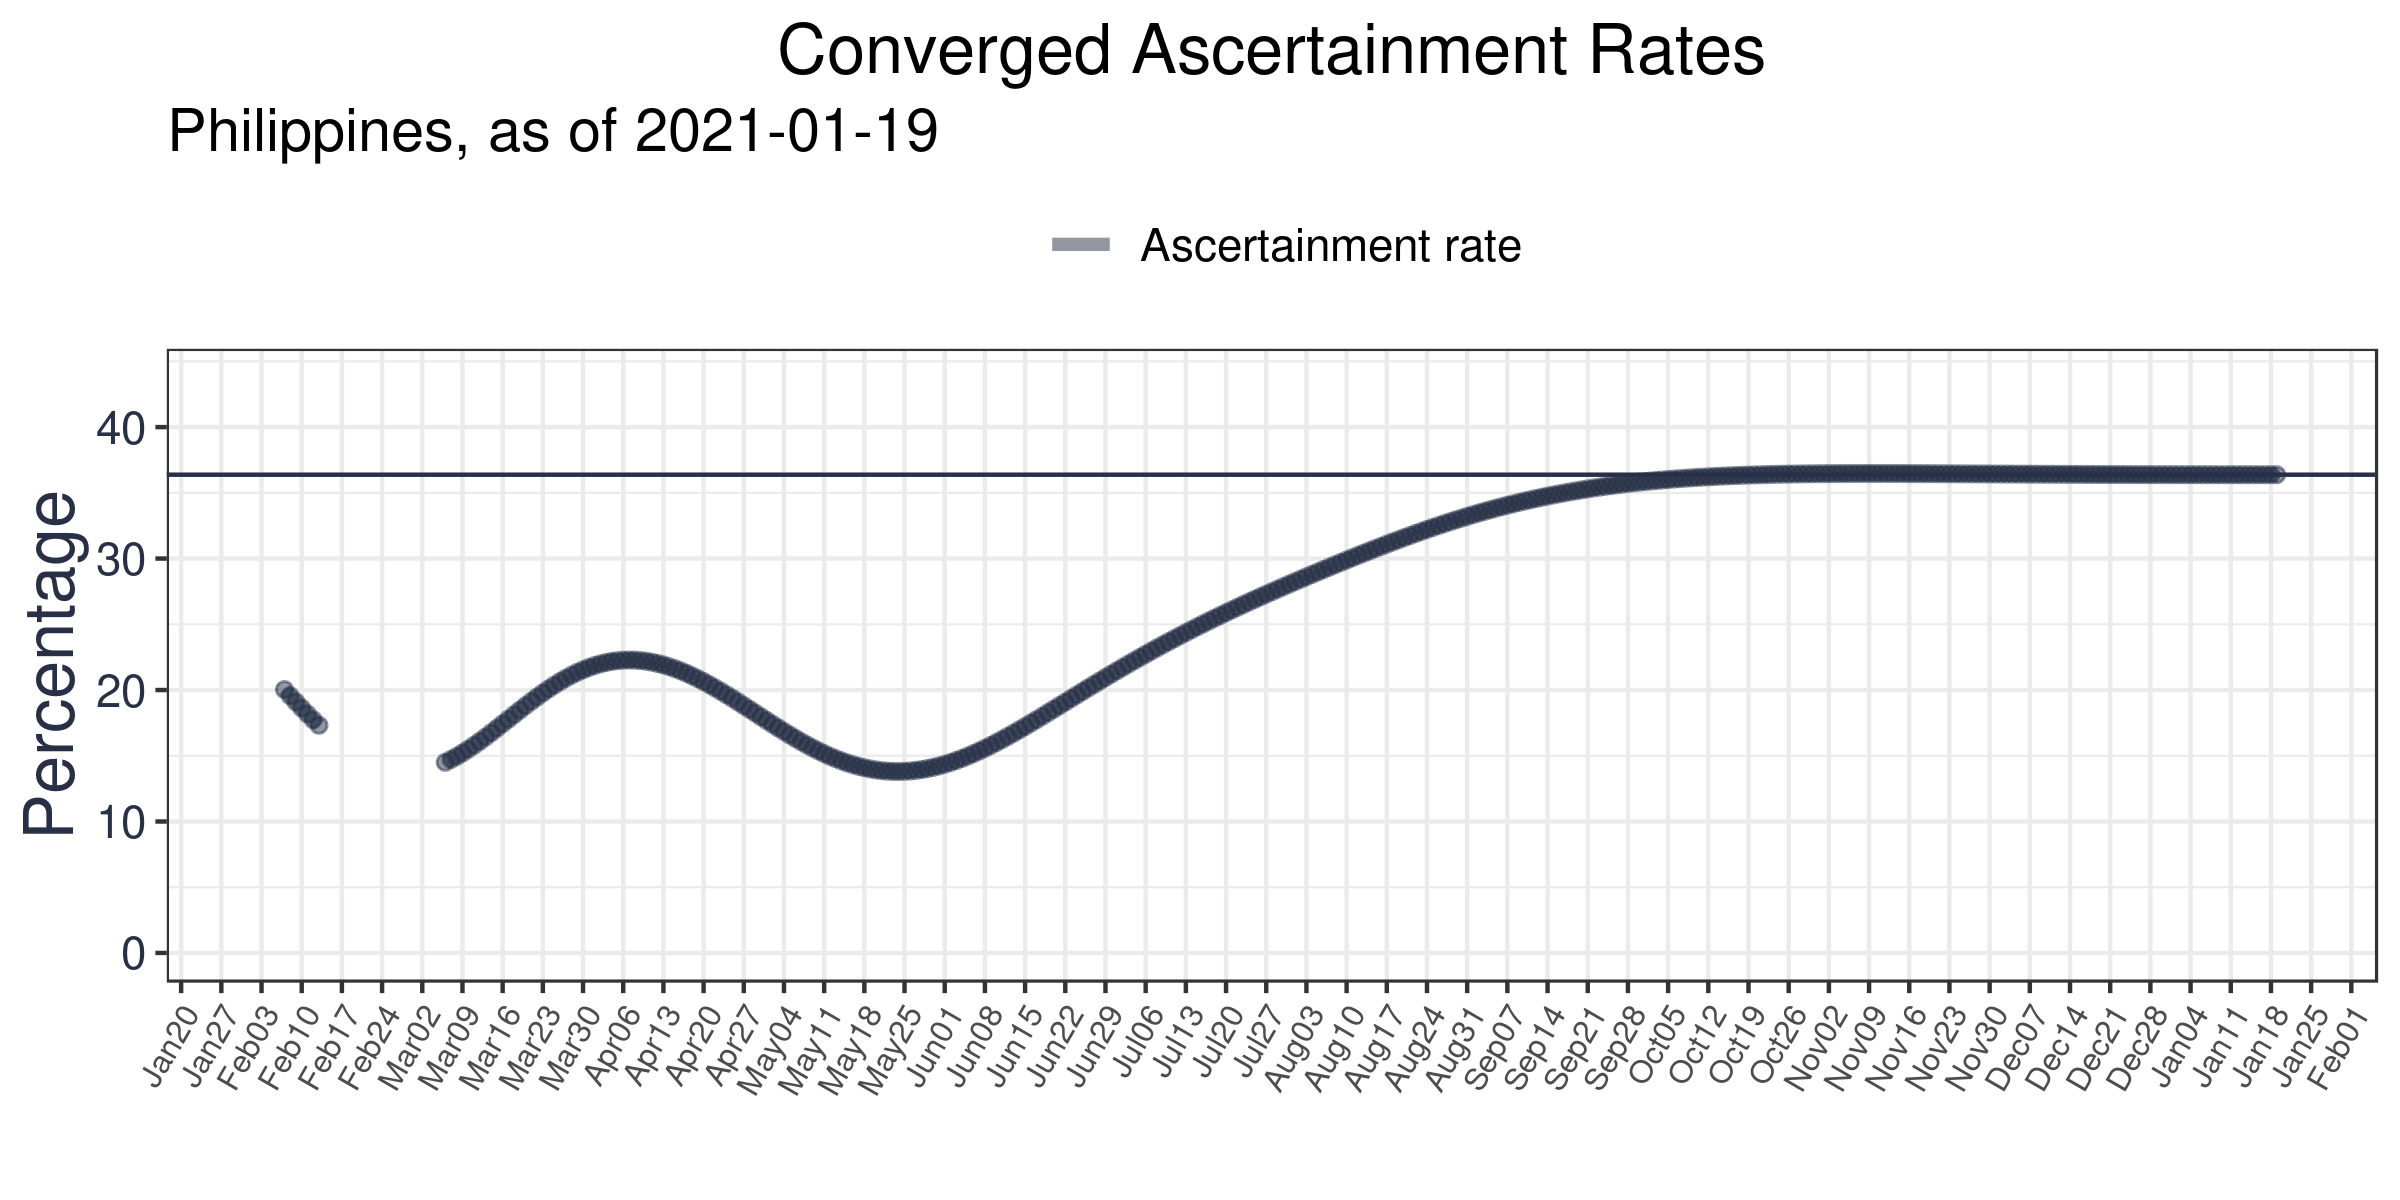 Converged Ascertainment Rates
Philippines, as of 2021-01-19
Ascertainment rate
Percentage
40
30
20
10
0
Jan20
Jan27
Feb03
Feb10
Feb17
Feb24
Mar02
Mar09
Mar16
Mar23
Mar30
Apr06
Apr13
Apr20
Apr27
May04
May11
May18
May25
Jun01
Jun08
Jun15
Jun22
Jun29
Jul06
Jul13
Jul20
Jul27
Aug03
Aug10
Aug17
Aug24
Aug31
Sep07
Sep14
Sep21
Sep28
Oct05
Oct12
Oct19
Oct26
Nov02
Nov09
Nov16
Nov23
Nov30
Dec07
Dec14
Dec21
Dec28
Jan04
Jan11
Jan18
Jan25
Feb01